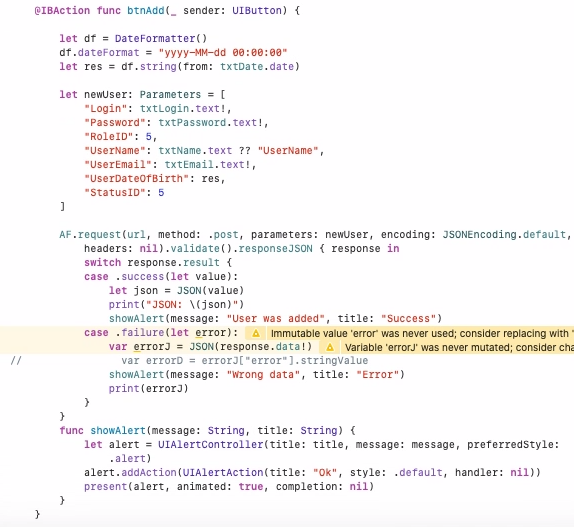 @IBAction func btnAdd(_ sender: UIButton) {
let df = DateFormatter()
df.dateFormat = "yyyy-MM-dd 00:00:00"
let res = df.string(from: txtDate.date)
let newUser: Parameters = [
"Login": txtLogin.text!,
"Password": txtPassword.text!,
"RoleID": 5,
"UserName": txtName.text ?? "UserName",
"UserEmail": txtEmail.text!,
"UserDateOfBirth": res,
"StatusID": 5
]
AF.request(url, method: .post, parameters: newUser, encoding: JSONEncoding.default,
headers: nil).validate().responseJSON { response in
switch response.result {
case .success(let value):
let json = JSON(value)
print("JSON: \(json)")
showAlert(message: "User was added", title: "Success")
case .failure(let error): Immutable value 'error' was never used; consider replacing with '
var errorJ = JSON(response.data!) Variable 'errorJ' was never mutated; consider cha
// var errorD = errorJ["error"].stringValue
showAlert(message: "Wrong data", title: "Error")
print(errorJ)
}
}
func showAlert(message: String, title: String) {
let alert = UIAlertController(title: title, message: message, preferredStyle:
.alert)
alert.addAction(UIAlertAction(title: "Ok", style: .default, handler: nil))
present(alert, animated: true, completion: nil)
}
}